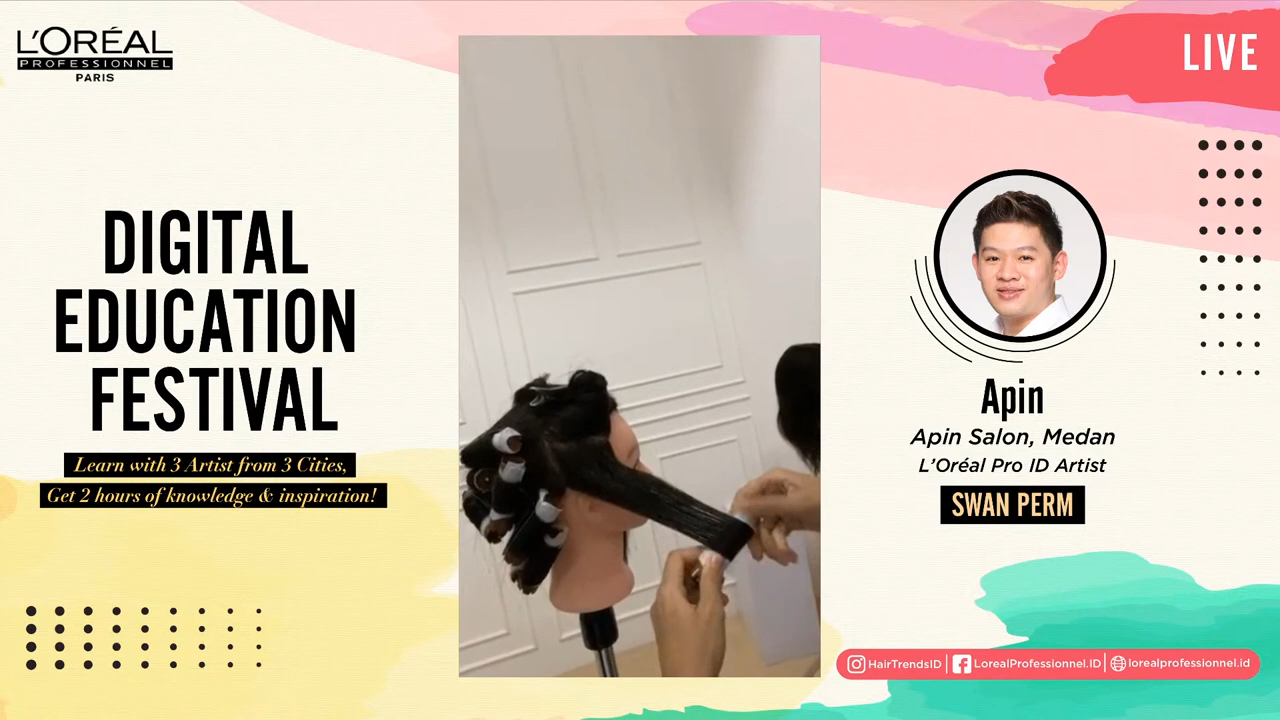 L'ORÉAL
PROFESSIONNEL
PARIS
LIVE
DIGITAL
EDUCATION
FESTIVAL
Learn with 3 Artist from 3 Cities,
Get 2 hours of knowledge & inspiration!
Apin
Apin Salon, Medan
L'Oréal Pro ID Artist
SWAN PERM
HairTrendsID | LorealProfessionnel.ID | lorealprofessionnel.id